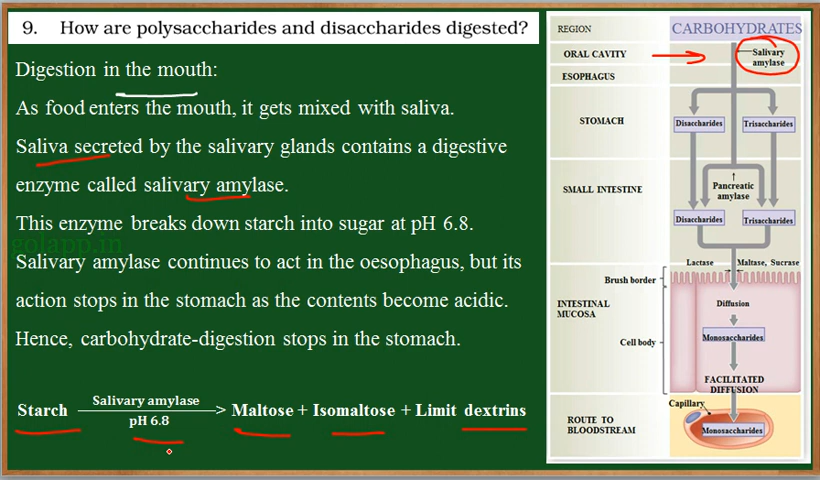 9. How are polysaccharides and disaccharides digested?
Digestion in the mouth:
As food enters the mouth, it gets mixed with saliva.
Saliva secreted by the salivary glands contains a digestive
enzyme called salivary amylase.
This enzyme breaks down starch into sugar at pH 6.8.
golapp.in
Salivary amylase continues to act in the oesophagus, but its
action stops in the stomach as the contents become acidic.
Hence, carbohydrate-digestion stops in the stomach.
Salivary amylase
Starch > Maltose + Isomaltose + Limit dextrins
pH 6.8
REGION CARBOHYDRATES
ORAL CAVITY Salivary
amylase
ESOPHAGUS
STOMACH Disaccharides Trisaccharides
SMALL INTESTINE Pancreatic
amylase
Disaccharides Trisaccharides
Lactase Maltase, Sucrase
Brush border
INTESTINAL
MUCOSA
Diffusion
Cell body Monosaccharides
FACILITATED
DIFFUSION
Capillary
ROUTE TO
BLOODSTREAM
Monosaccharides